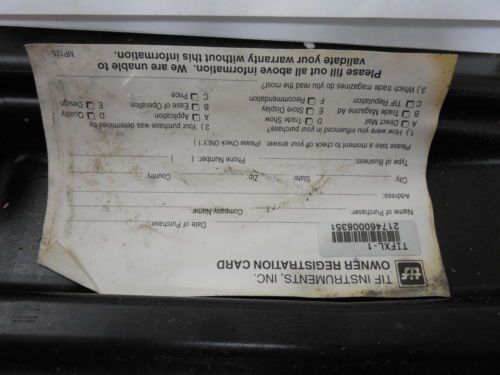 tif
TIF INSTRUMENTS, INC.
OWNER REGISTRATION CARD
TIFXL-1
217460008351
Date of Purchase
Name of Purchaser: Company Name:
Address:
City: State: Zip: Country:
Type of Business: Phone Number: ( )
Please take a moment to check off your answer. (Please Check ONLY 1)
1.) How were you influenced in your purchase?
A Direct Mail D Trade Show
B Trade Magazine Ad E Store Display
C TIF Reputation F Recommendation
2.) Your purchase was determined by
A Application D Quality
B Ease of Operation E Design
C Price
3.) Which trade magazines do you read the most?
Please fill out all above information. We are unable to
validate your warranty without this information.
MP125